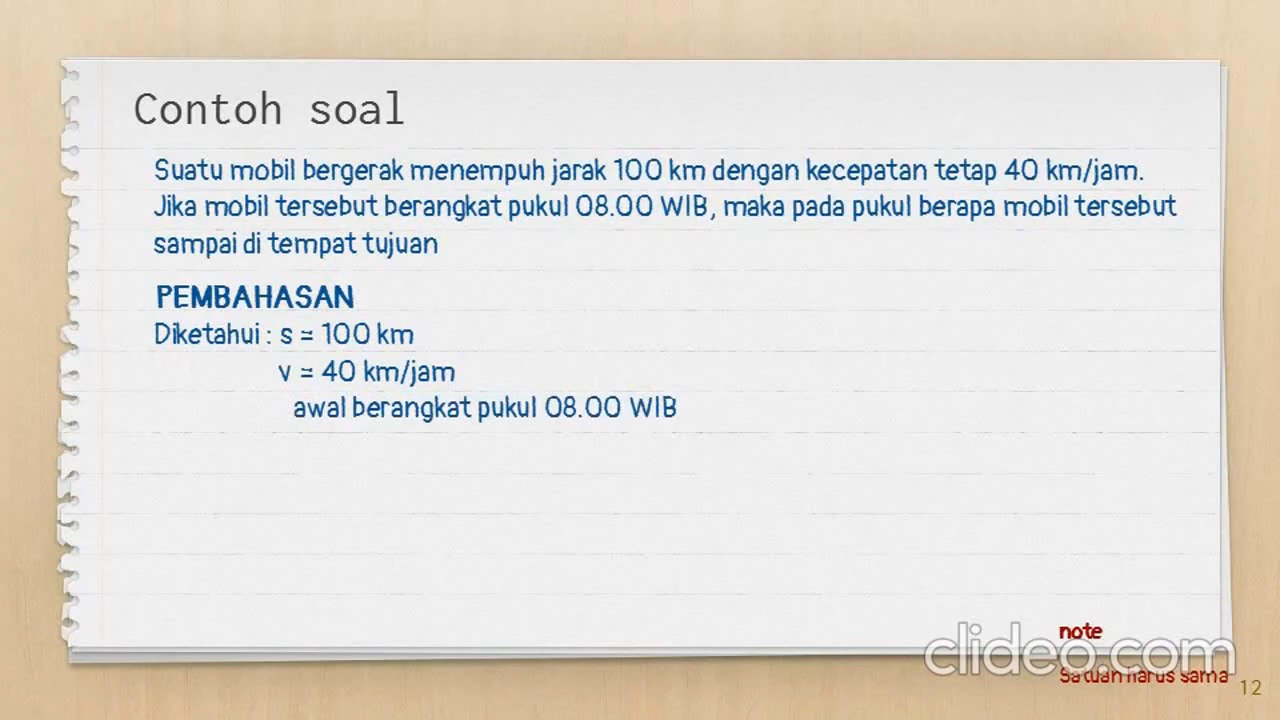 Contoh soal
Suatu mobil bergerak menempuh jarak 100 km dengan kecepatan tetap 40 km/jam.
Jika mobil tersebut berangkat pukul 08.00 WIB, maka pada pukul berapa mobil tersebut
sampai di tempat tujuan
PEMBAHASAN
Diketahui : s = 100 km
v = 40 km/jam
awal berangkat pukul 08.00 WIB
note
clideo.com
Satuan harus sama
12